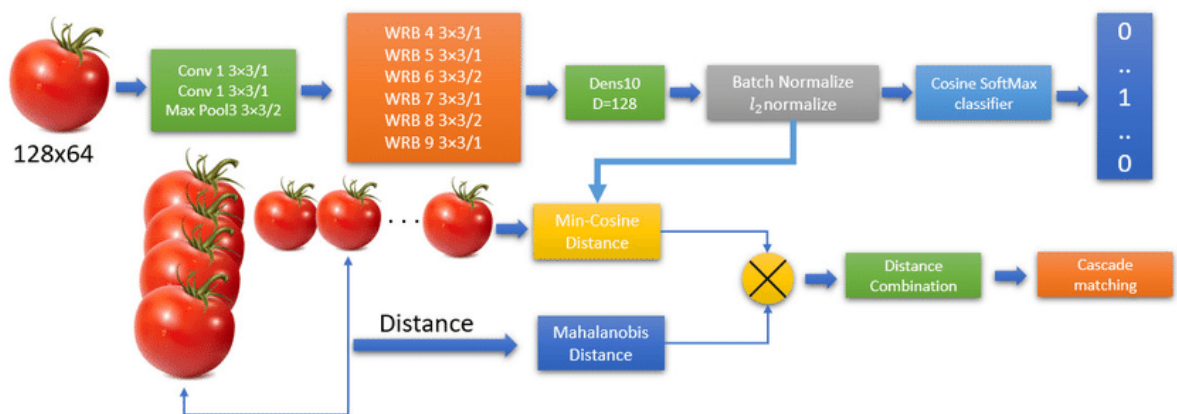 128x64
Conv 1 3×3/1
Conv 1 3×3/1
Max Pool3 3×3/2
WRB 4 3×3/1
WRB 5 3×3/1
WRB 6 3×3/2
WRB 7 3×3/1
WRB 8 3×3/2
WRB 9 3×3/1
Dens10
D=128
Batch Normalize
l₂ normalize
Cosine SoftMax
classifier
0
..
1
..
0
...
Min-Cosine
Distance
Distance
Mahalanobis
Distance
Distance
Combination
Cascade
matching